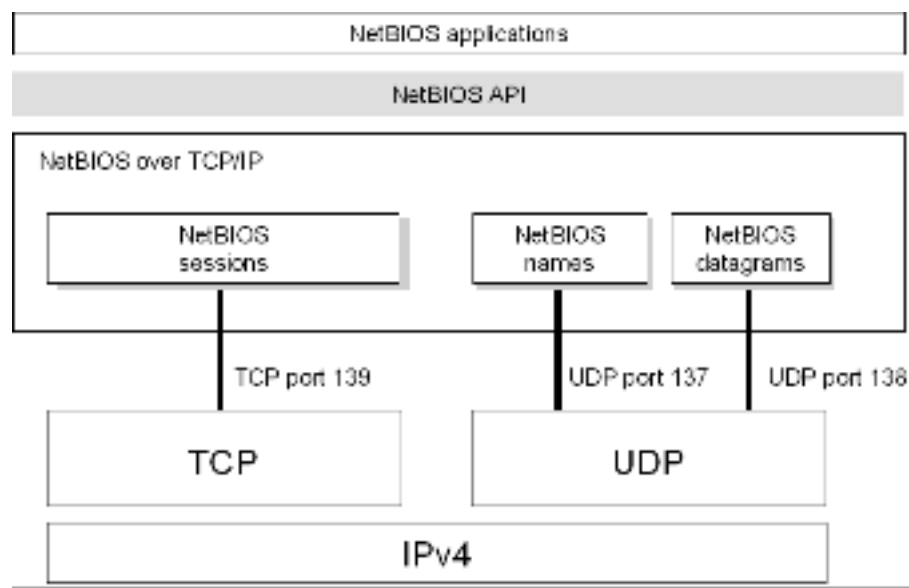 NetBIOS applications
NetBIOS API
NetBIOS over TCP/IP
NetBIOS
sessions
NetBIOS
names
NetBIOS
datagrams
TCP port 139
UDP port 137
UDP port 138
TCP
UDP
IPv4